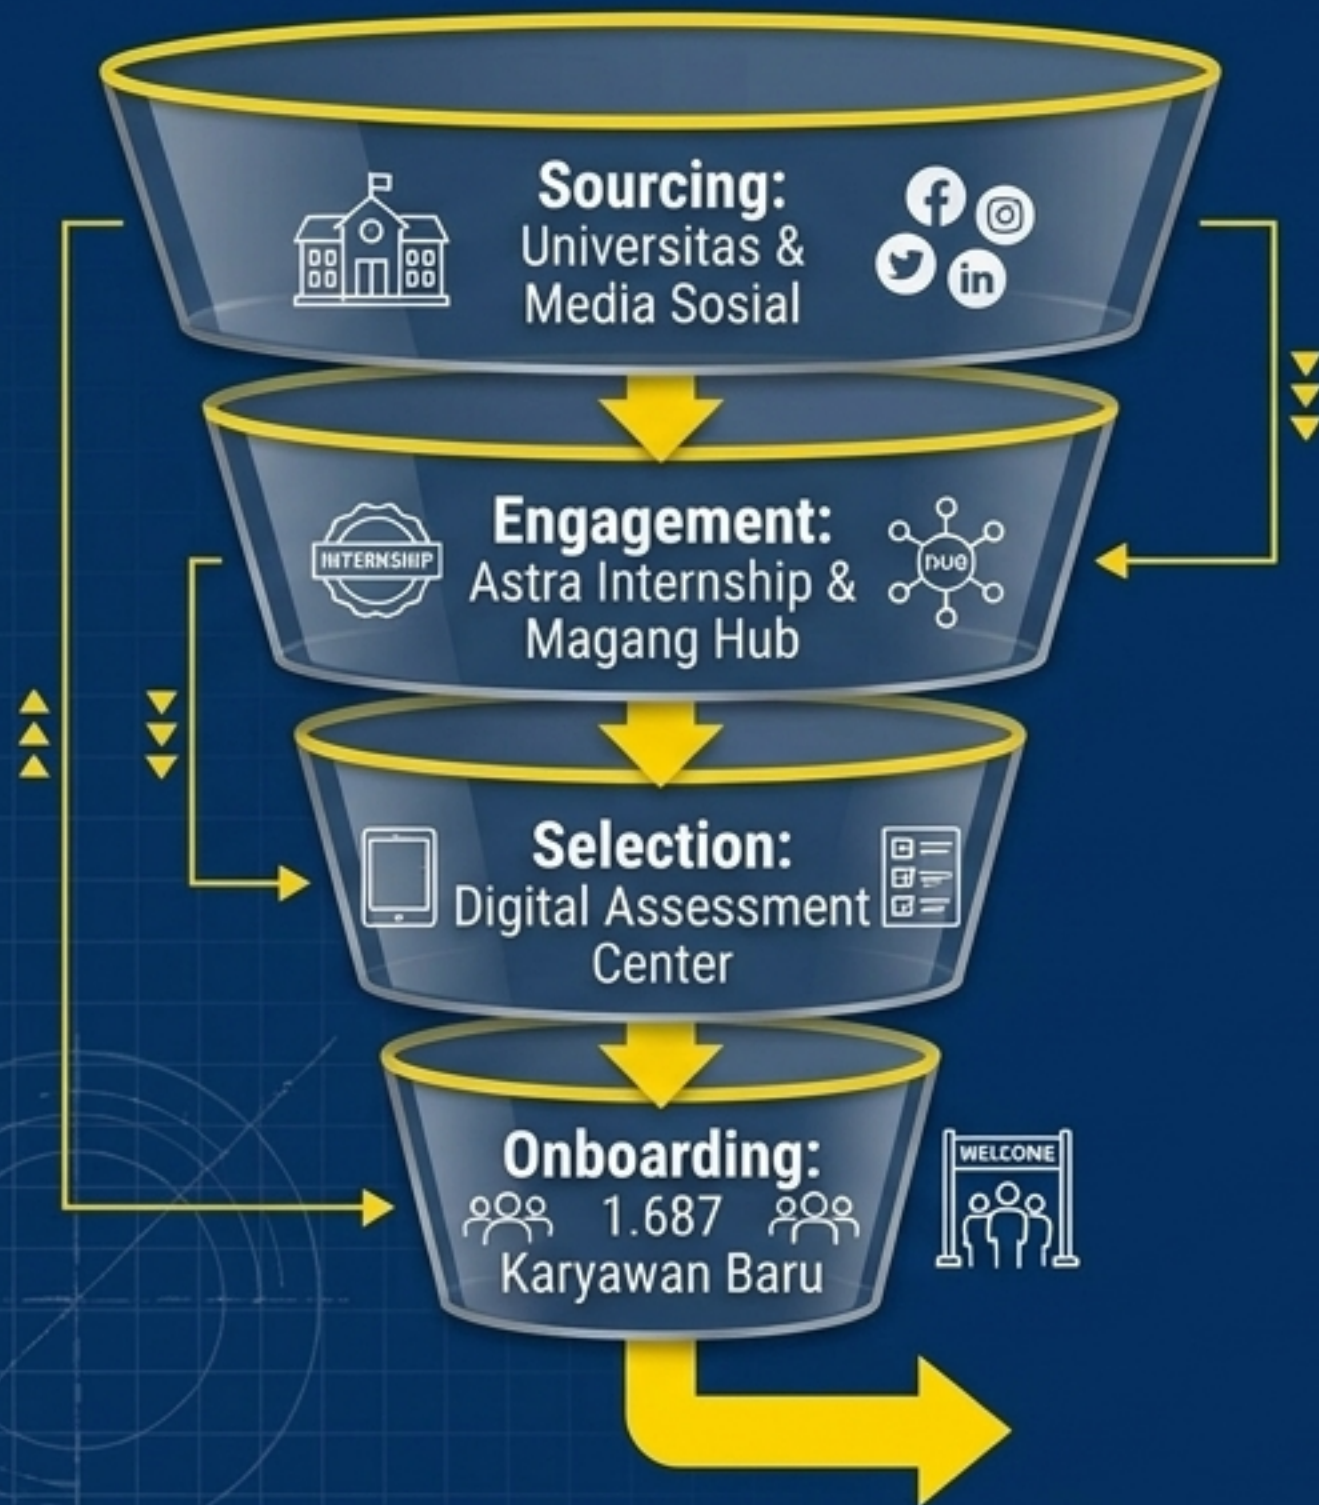 Sourcing:
Universitas &
Media Sosial
Engagement:
INTERNSHIP
Astra Internship &
Magang Hub
Selection:
Digital Assessment
Center
Onboarding:
1.687
Karyawan Baru
WELCONE